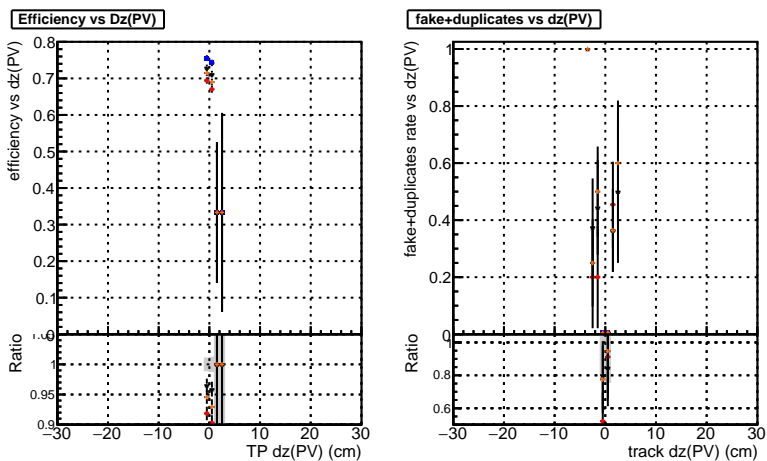 Efficiency vs Dz(PV)
efficiency vs dz(PV)
0.8
0.7
0.6
0.5
0.4
0.3
0.2
0.1
0
Ratio
1
0.95
0.9
−30 −20 −10 0 10 20 30
TP dz(PV) (cm)
fake+duplicates vs dz(PV)
fake+duplicates rate vs dz(PV)
1
0.8
0.6
0.4
0.2
0
Ratio
0.8
0.6
−30 −20 −10 0 10 20 30
track dz(PV) (cm)